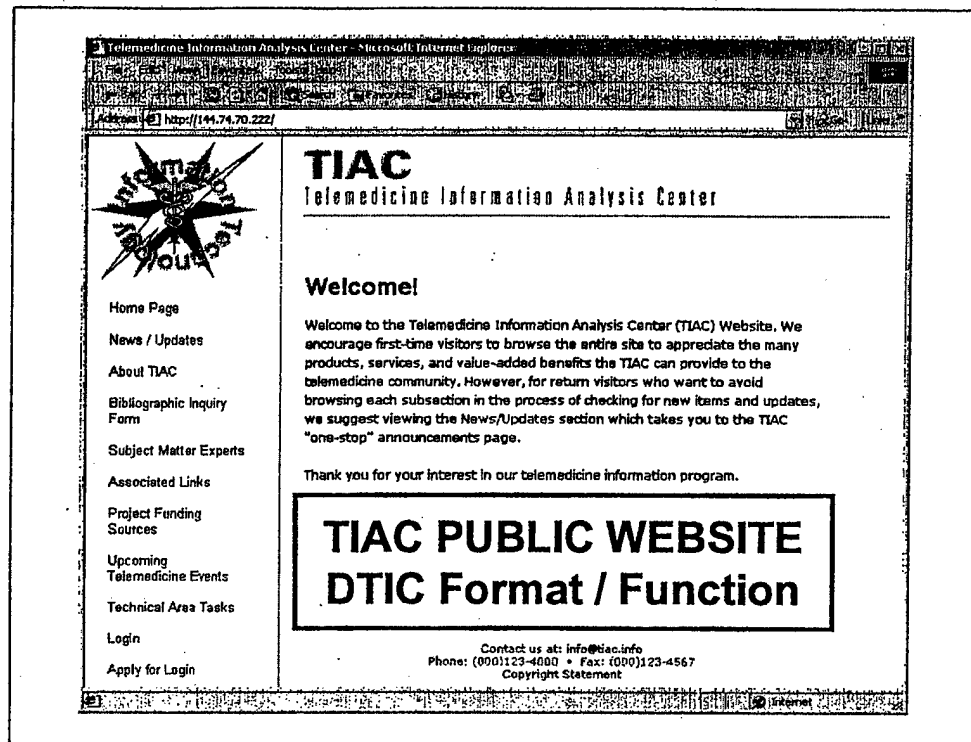 Telemedicine Information Analysis Center - Microsoft Internet Explorer
Address http://144.74.70.222/
Information Technology
TIAC
Telemedicine Information Analysis Center
Home Page
News / Updates
About TIAC
Bibliographic Inquiry
Form
Subject Matter Experts
Associated Links
Project Funding
Sources
Upcoming
Telemedicine Events
Technical Area Tasks
Login
Apply for Login
Welcome!
Welcome to the Telemedicine Information Analysis Center (TIAC) Website. We
encourage first-time visitors to browse the entire site to appreciate the many
products, services, and value-added benefits the TIAC can provide to the
telemedicine community. However, for return visitors who want to avoid
browsing each subsection in the process of checking for new items and updates,
we suggest viewing the News/Updates section which takes you to the TIAC
"one-stop" announcements page.
Thank you for your interest in our telemedicine information program.
TIAC PUBLIC WEBSITE
DTIC Format / Function
Contact us at: info@tiac.info
Phone: (000)123-4000 • Fax: (000)123-4567
Copyright Statement
Internet